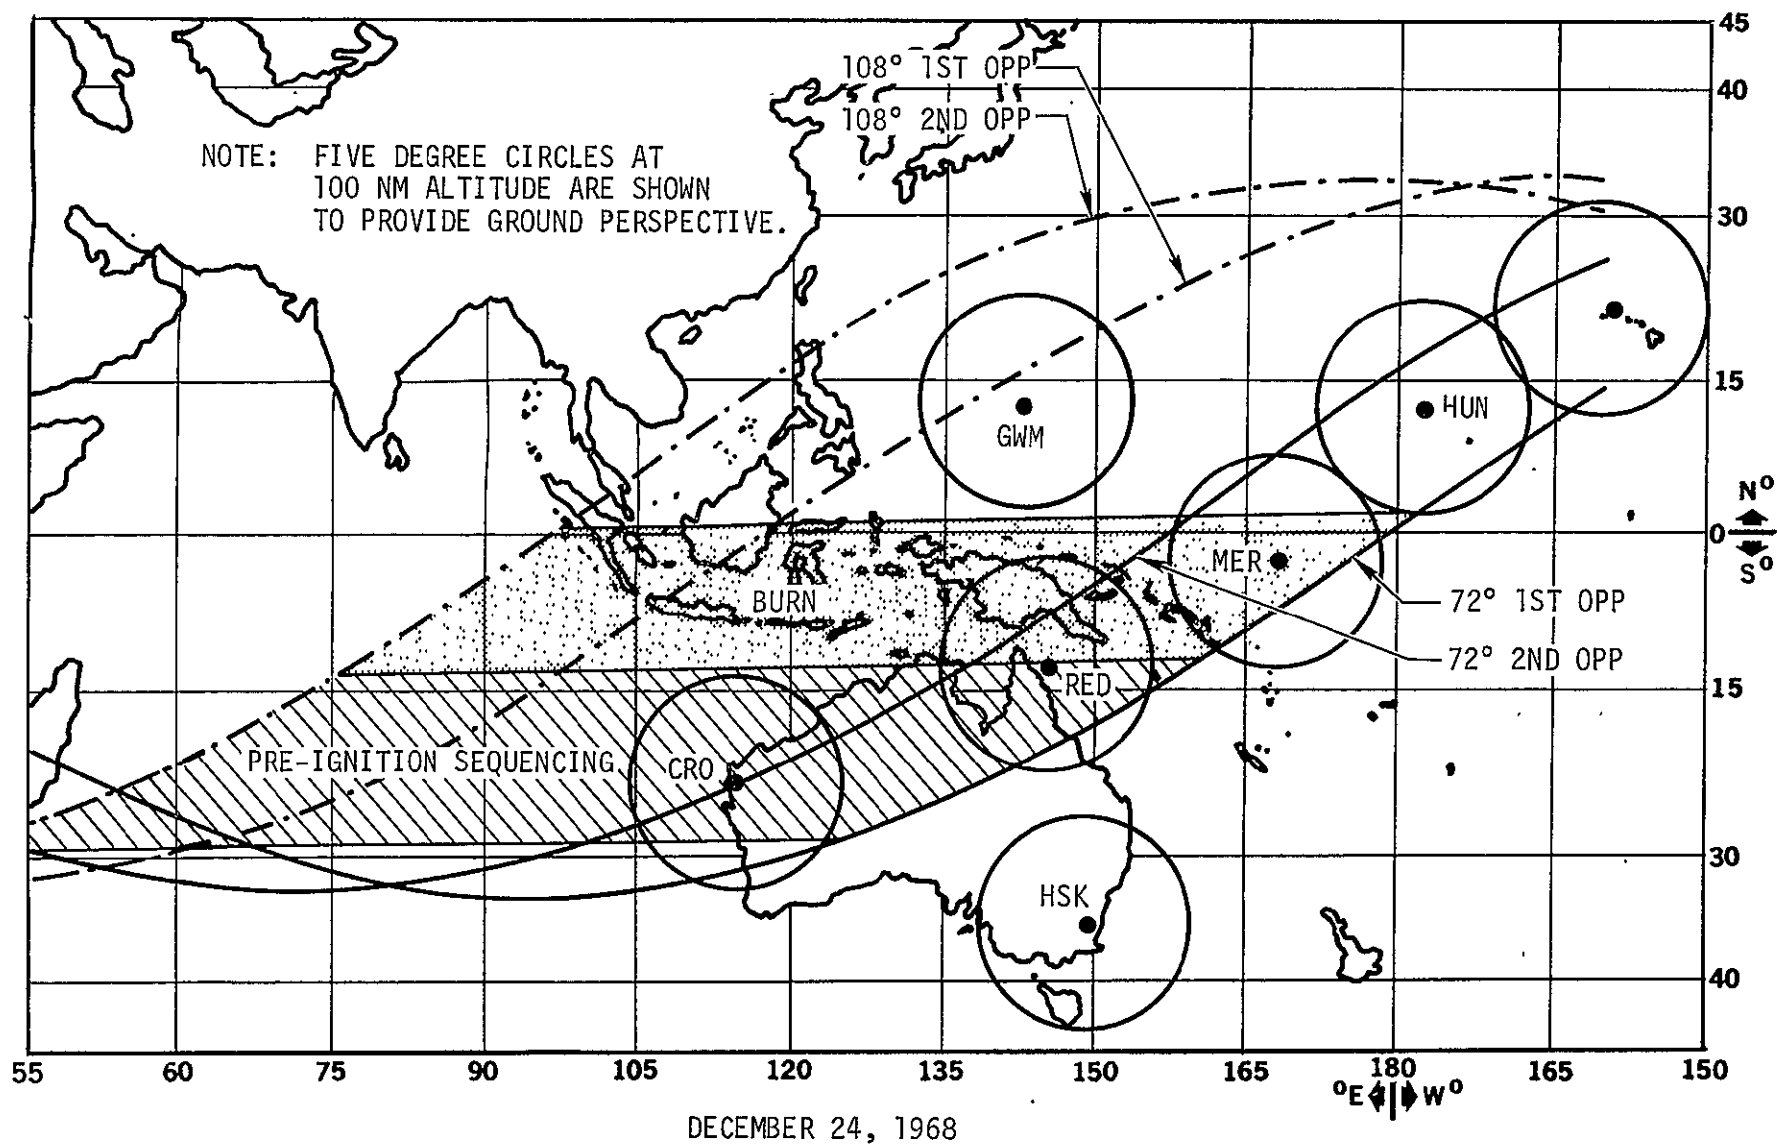 45
108° 1ST OPP
40
108° 2ND OPP
NOTE: FIVE DEGREE CIRCLES AT
100 NM ALTITUDE ARE SHOWN
TO PROVIDE GROUND PERSPECTIVE.
30
15
HUN
GWM
N°
0
S°
MER
BURN
72° 1ST OPP
72° 2ND OPP
RED
15
PRE-IGNITION SEQUENCING
CRO
30
HSK
40
55 60 75 90 105 120 135 150 165 180 165 150
°E W°
DECEMBER 24, 1968